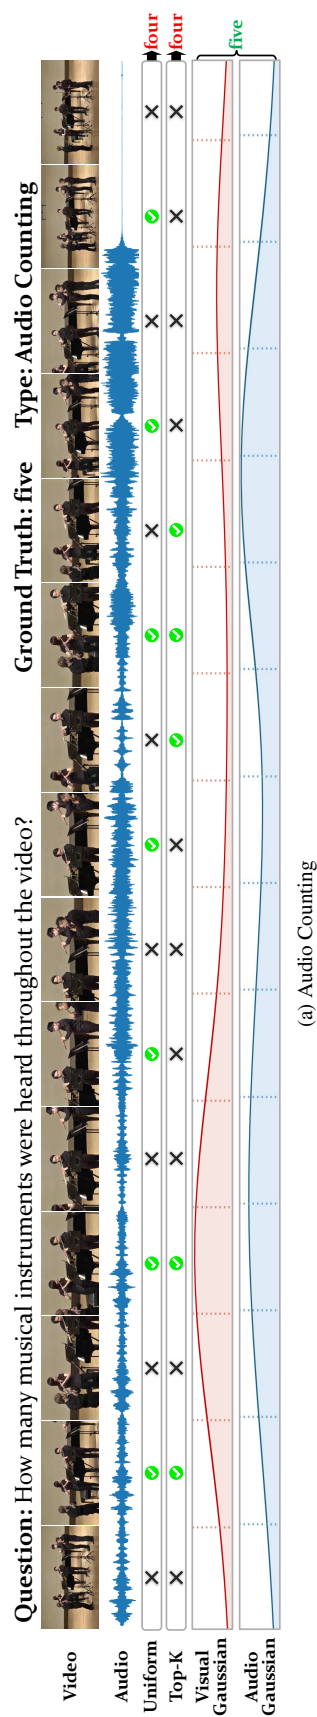 Question: How many musical instruments were heard throughout the video? Ground Truth: five Type: Audio Counting
Video
Audio
Uniform four
Top-K four
Visual
Gaussian
five
Audio
Gaussian
(a) Audio Counting